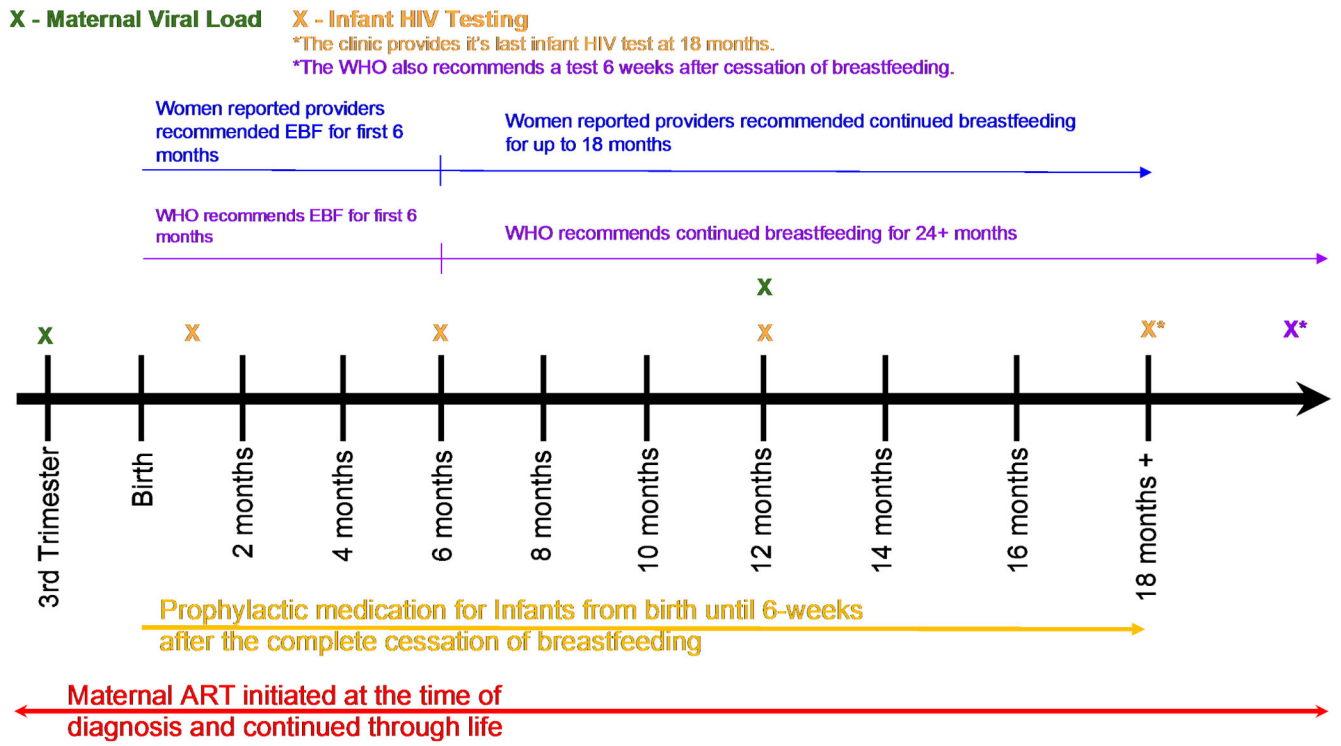 X - Maternal Viral Load
X - Infant HIV Testing
*The clinic provides it's last infant HIV test at 18 months.
*The WHO also recommends a test 6 weeks after cessation of breastfeeding.
Women reported providers
recommended EBF for first 6
months
Women reported providers recommended continued breastfeeding
for up to 18 months
WHO recommends EBF for first 6
months
WHO recommends continued breastfeeding for 24+ months
X
X
X
X
X
X*
X*
3rd Trimester
Birth
2 months
4 months
6 months
8 months
10 months
12 months
14 months
16 months
18 months +
Prophylactic medication for Infants from birth until 6-weeks
after the complete cessation of breastfeeding
Maternal ART initiated at the time of
diagnosis and continued through life